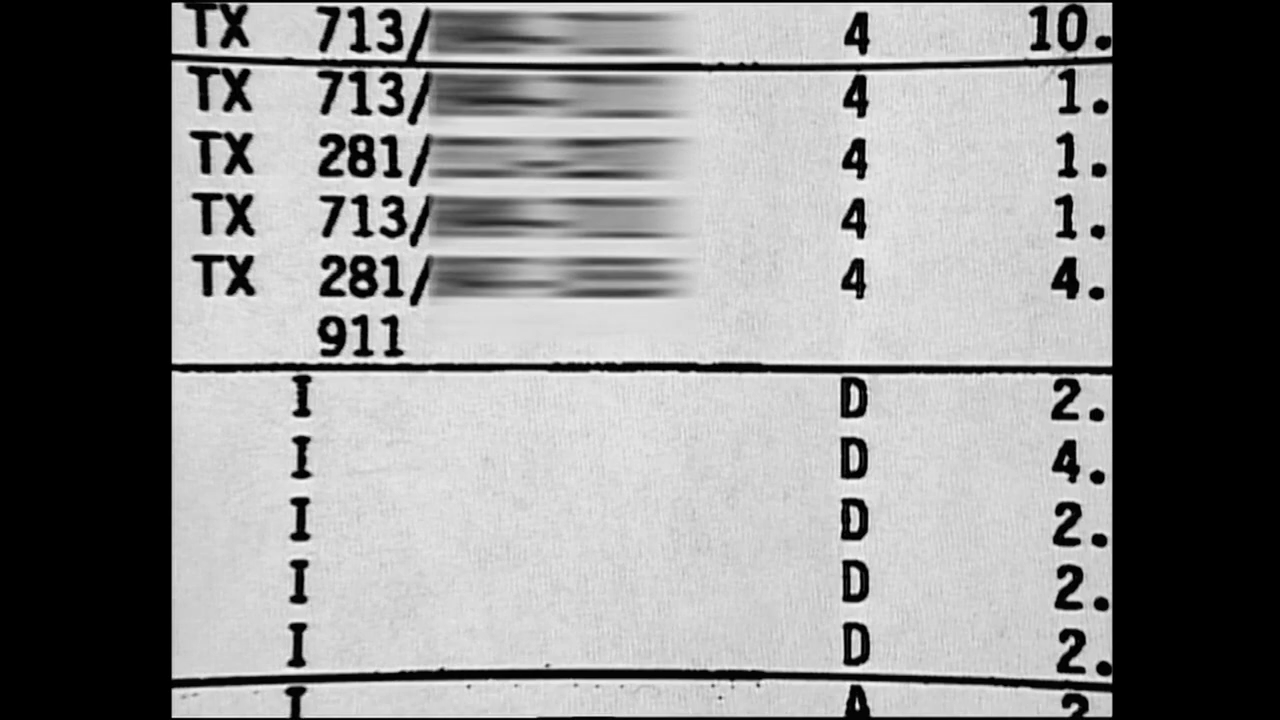 TX 713/ 4 10.
TX 713/ 4 1.
TX 281/ 4 1.
TX 713/ 4 1.
TX 281/ 4 4.
911
I D 2.
I D 4.
I D 2.
I D 2.
I D 2.
I A 2